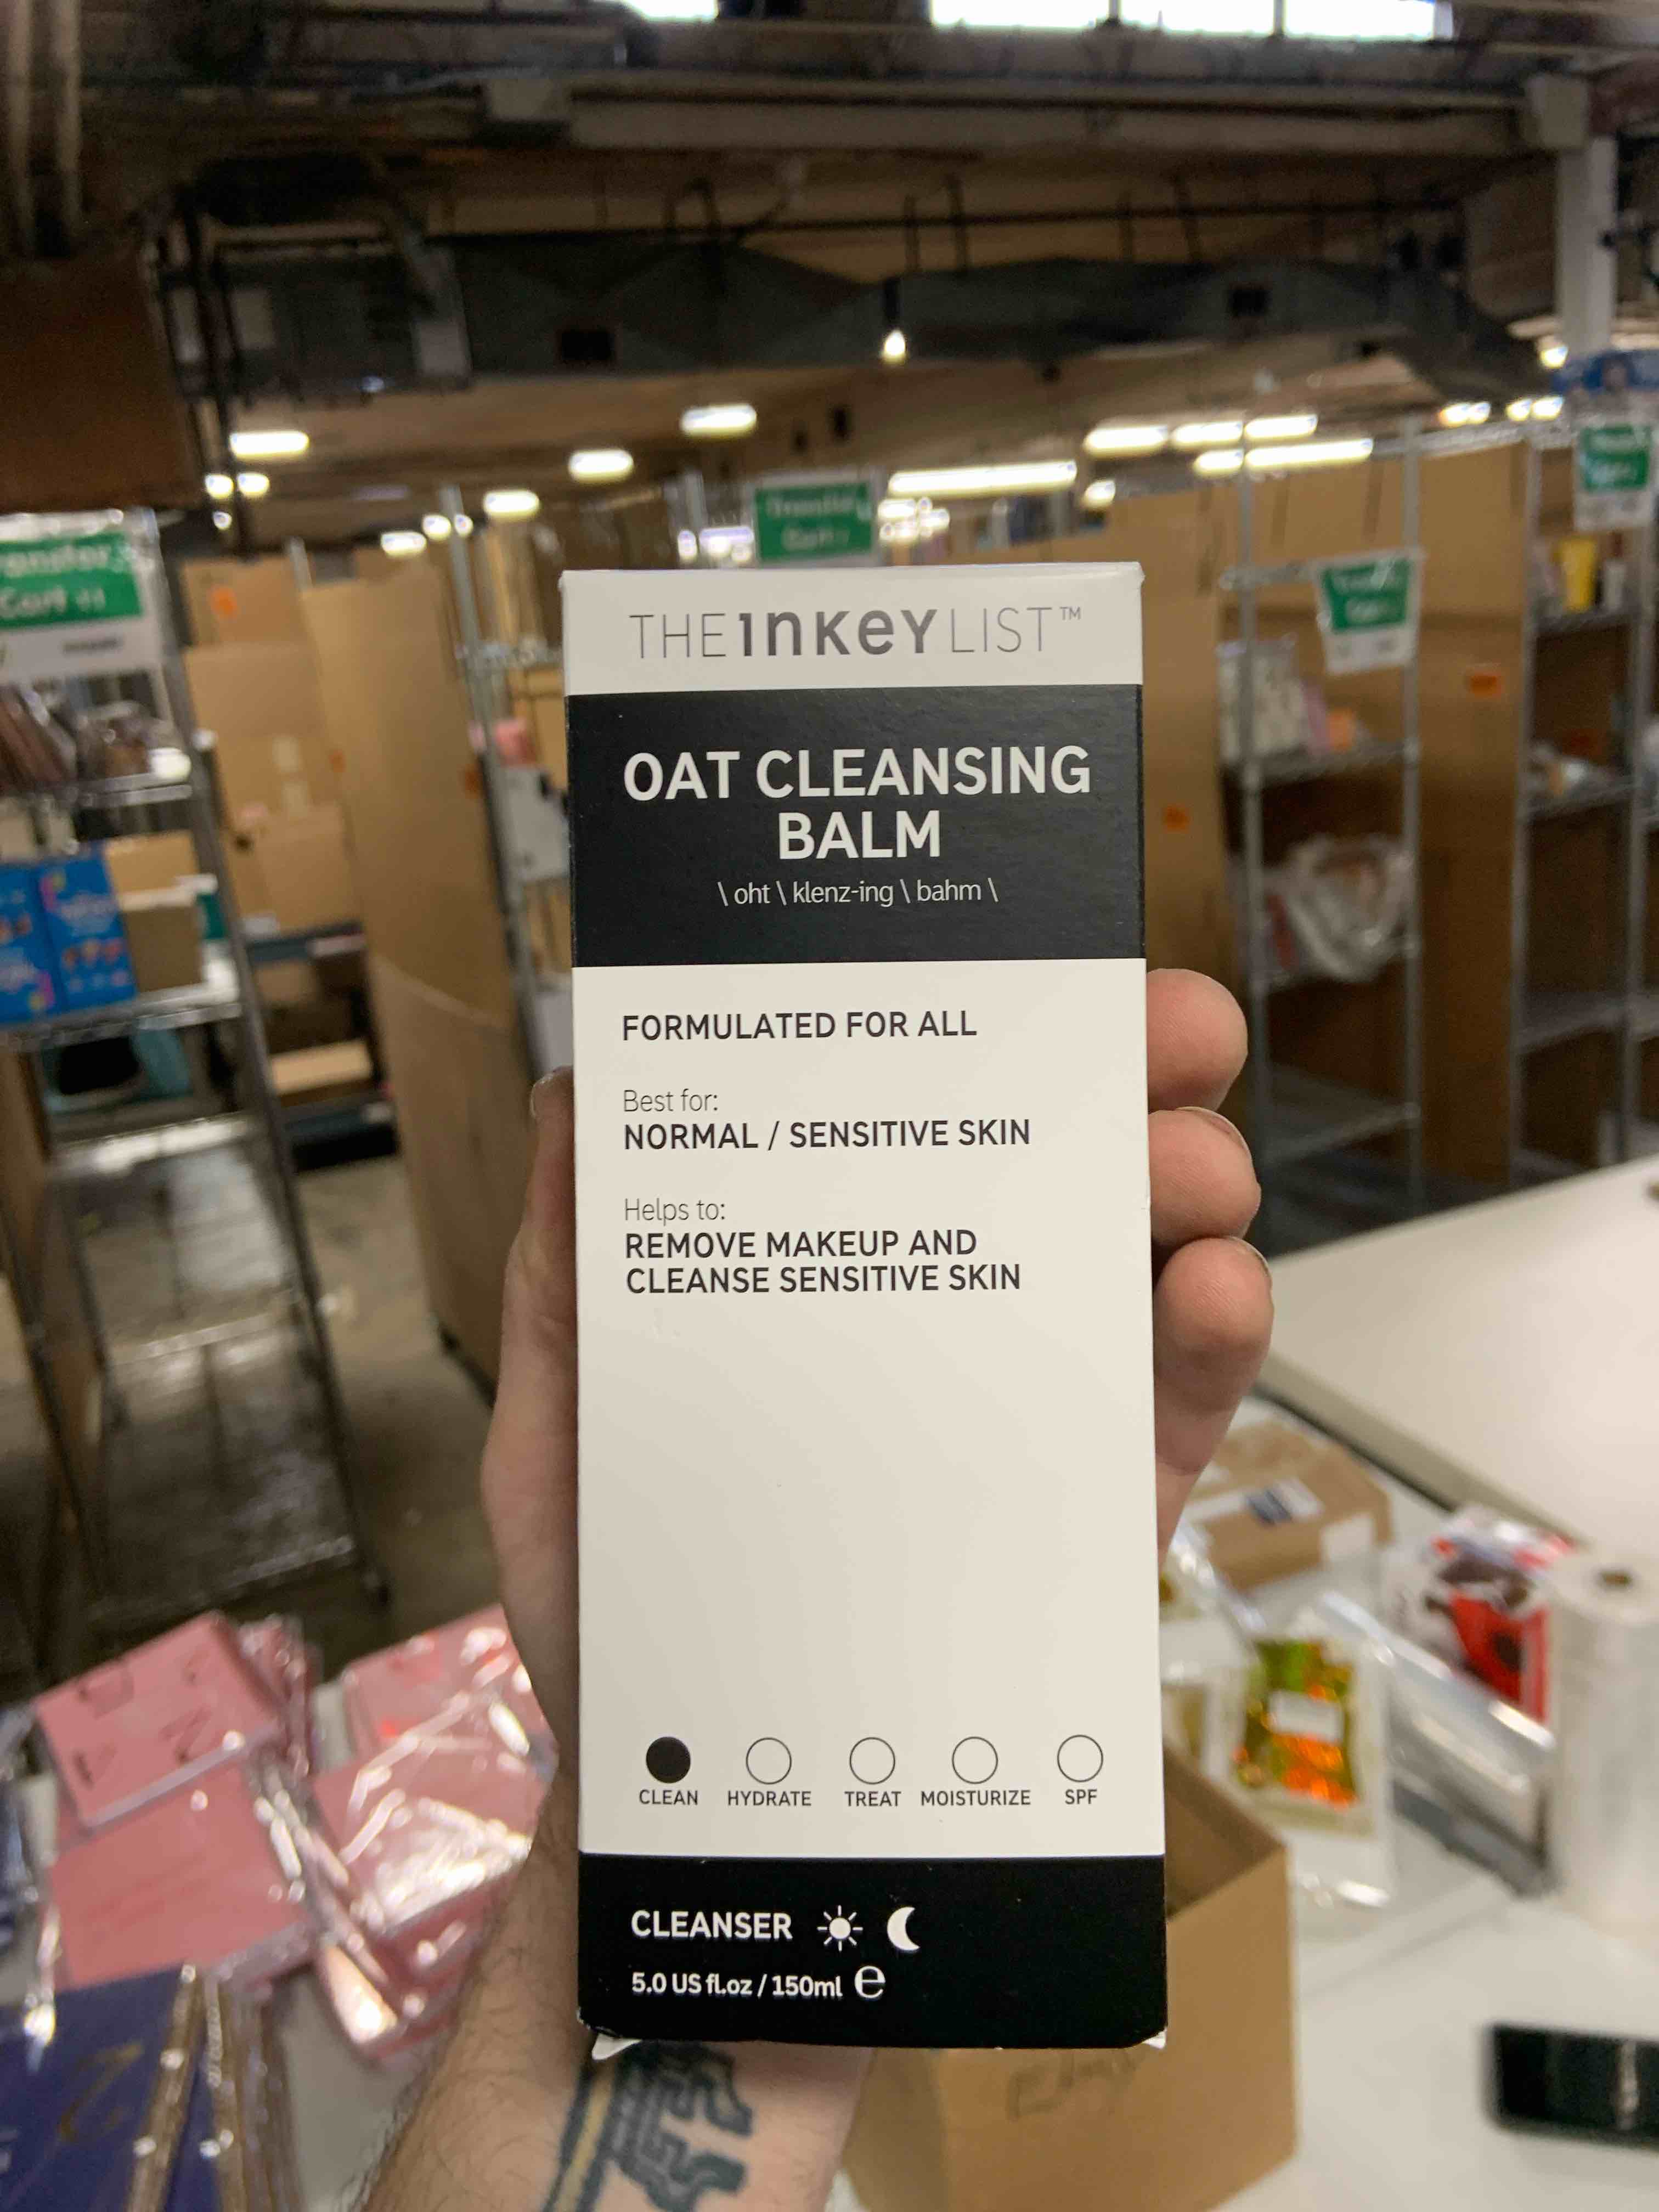 THE INKEY LIST™
OAT CLEANSING
BALM
\ oht \ klenz-ing \ bahm \
FORMULATED FOR ALL
Best for:
NORMAL / SENSITIVE SKIN
Helps to:
REMOVE MAKEUP AND
CLEANSE SENSITIVE SKIN
CLEAN HYDRATE TREAT MOISTURIZE SPF
CLEANSER
5.0 US fl.oz / 150ml ℮
Transfer
Cart